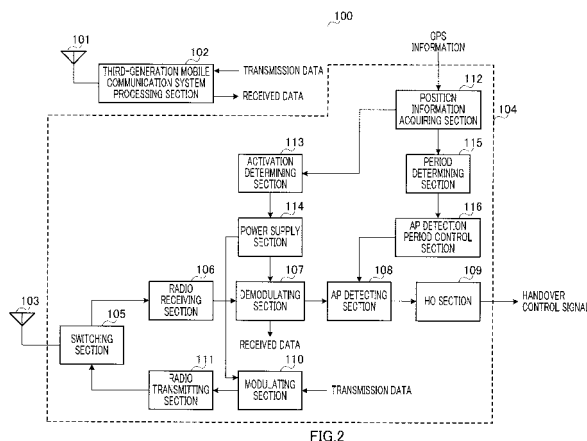 100
101
102
THIRD-GENERATION MOBILE
COMMUNICATION SYSTEM
PROCESSING SECTION
TRANSMISSION DATA
RECEIVED DATA
GPS
INFORMATION
112
POSITION
INFORMATION
ACQUIRING SECTION
104
113
ACTIVATION
DETERMINING
SECTION
115
PERIOD
DETERMINING
SECTION
114
POWER SUPPLY
SECTION
116
AP DETECTION
PERIOD CONTROL
SECTION
103
105
SWITCHING
SECTION
106
RADIO
RECEIVING
SECTION
107
DEMODULATING
SECTION
RECEIVED DATA
108
AP DETECTING
SECTION
109
HO SECTION
HANDOVER
CONTROL SIGNAL
111
RADIO
TRANSMITTING
SECTION
110
MODULATING
SECTION
TRANSMISSION DATA
FIG.2